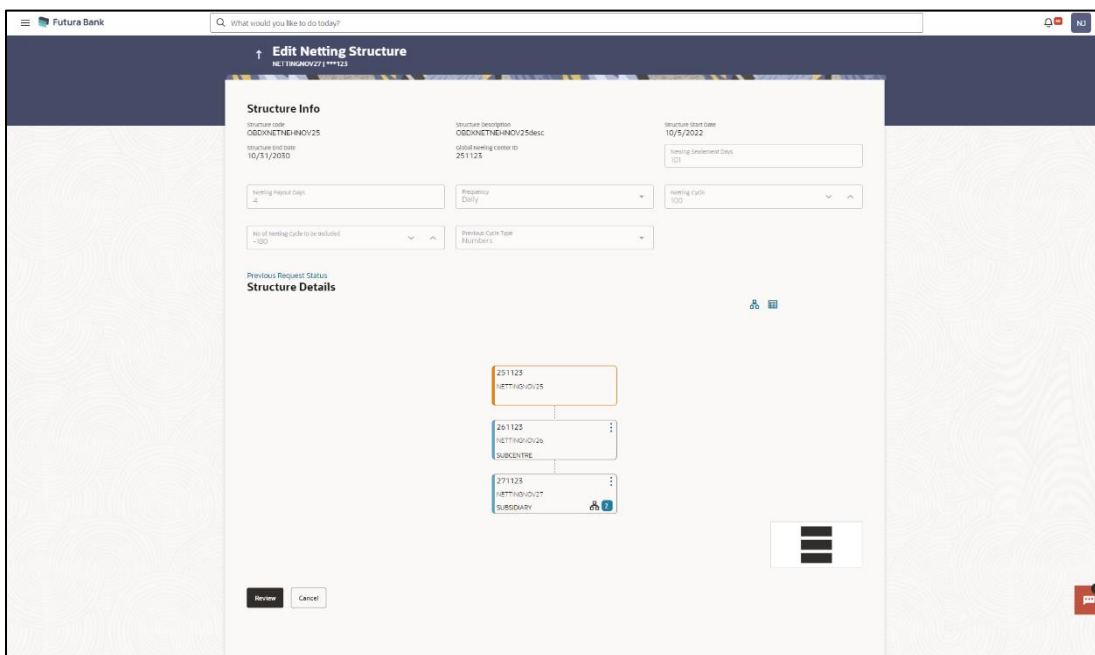 Futura Bank
What would you like to do today?
NJ
Edit Netting Structure
NETTINGNOV27 | ***123
Structure Info
Structure code
OBDXNETNEHNOV25
Structure Description
OBDXNETNEHNOV25desc
Structure Start Date
10/5/2022
Structure End Date
10/31/2030
Global Netting Center ID
251123
Netting Settlement Days
101
Netting Payout Days
4
Frequency
Daily
Netting Cycle
100
No of Netting Cycle to be Included
-180
Previous Cycle Type
Numbers
Previous Request Status
Structure Details
251123
NETTINGNOV25
261123
NETTINGNOV26
SUBCENTRE
271123
NETTINGNOV27
SUBSIDIARY
2
Review
Cancel